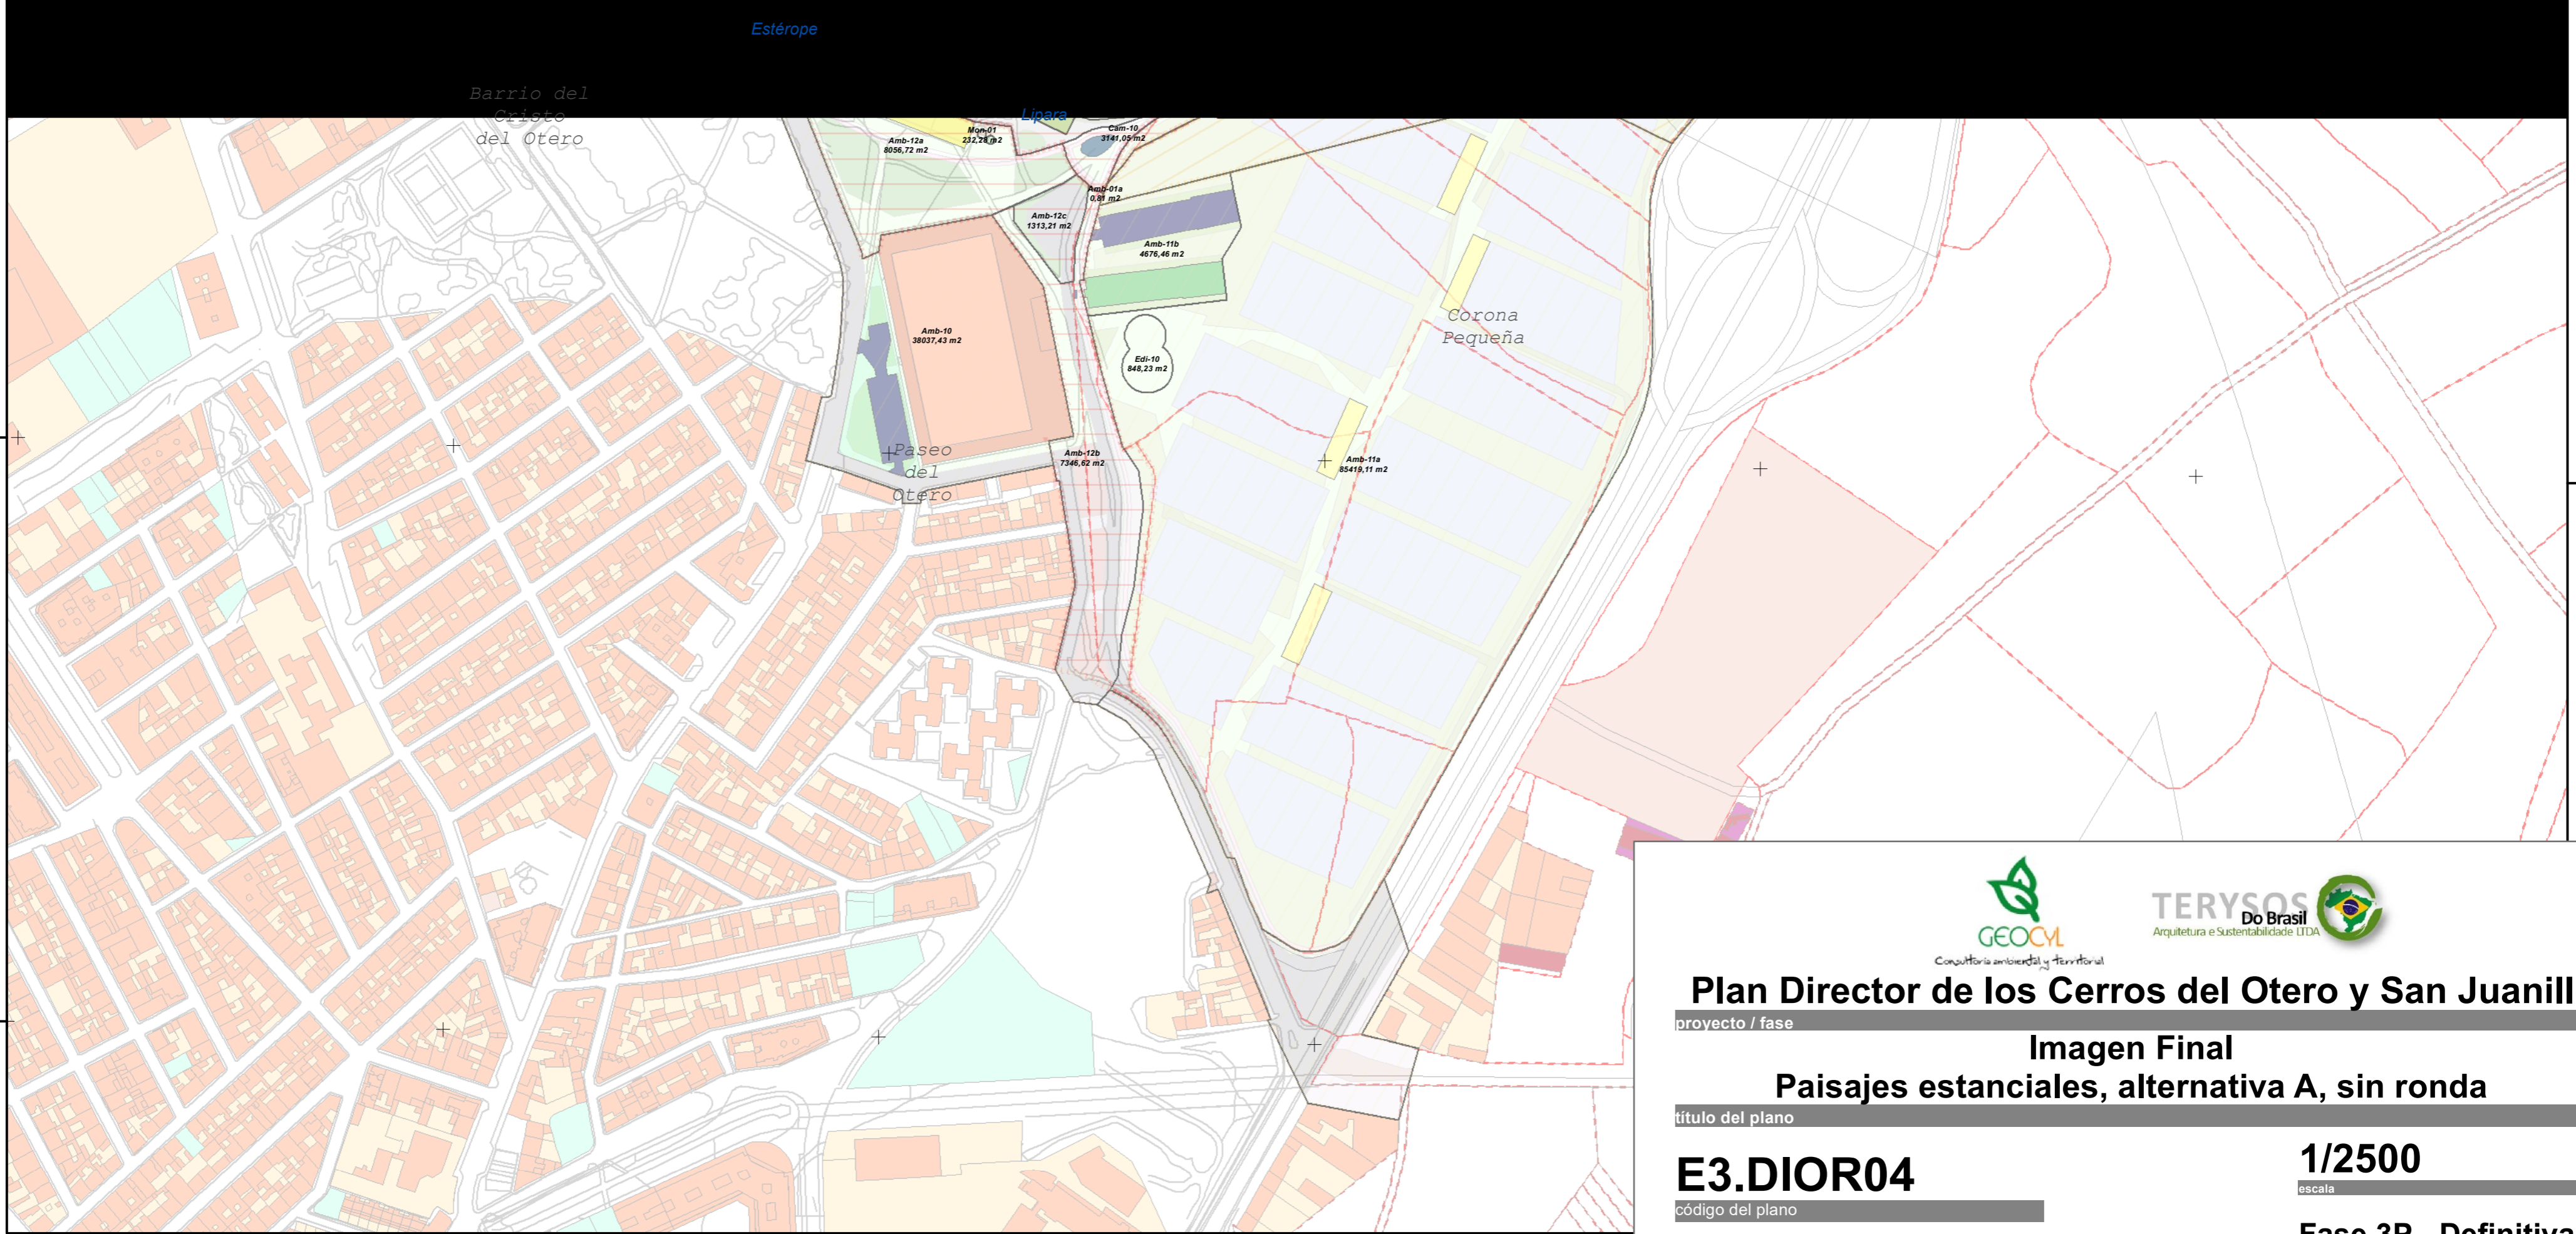 Estérope
Barrio del
Cristo
del Otero
Lípara
Amb-12a
8056,72 m2
Mon-01
232,28 m2
Cam-10
3141,05 m2
Amb-01a
0,81 m2
Amb-12c
1313,21 m2
Amb-11b
4676,46 m2
Amb-10
38037,43 m2
Edi-10
848,23 m2
Corona
Pequeña
Paseo
del
Otero
Amb-12b
7346,62 m2
Amb-11a
85419,11 m2
GEOCYL
Consultoría ambiental y territorial
TERYSOS
Do Brasil
Arquitetura e Sustentabilidade LTDA
Plan Director de los Cerros del Otero y San Juanill
proyecto / fase
Imagen Final
Paisajes estanciales, alternativa A, sin ronda
título del plano
E3.DIOR04
código del plano
1/2500
escala